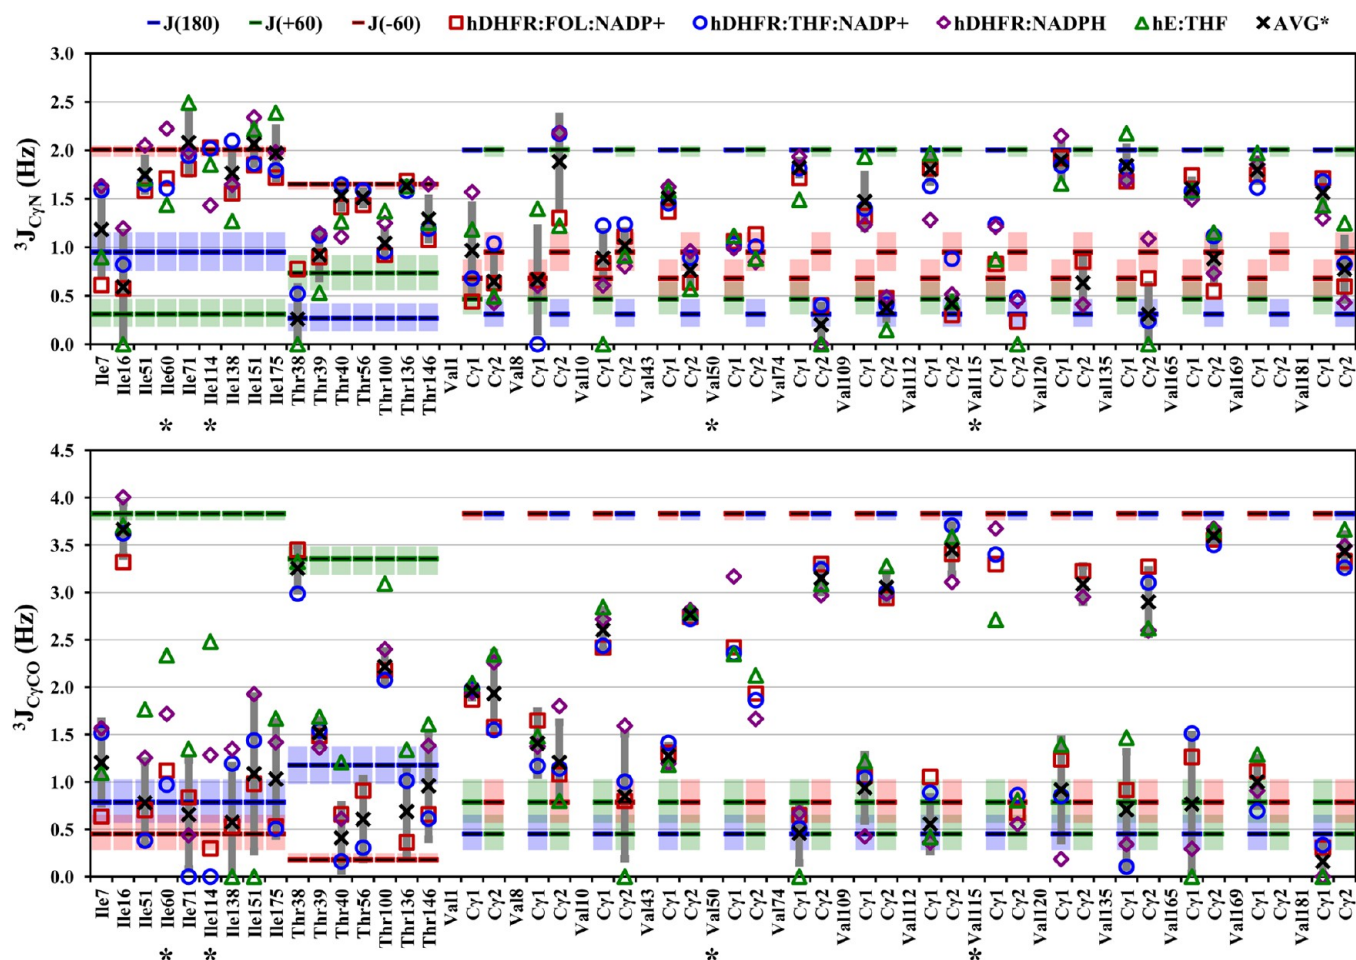 J(180) J(+60) J(-60) hDHFR:FOL:NADP+ hDHFR:THF:NADP+ hDHFR:NADPH hE:THF AVG*
3.0
2.5
2.0
1.5
1.0
0.5
0.0
³JCγN (Hz)
Ile7 Ile16 Ile51 Ile60 Ile71 Ile114 Ile138 Ile151 Ile175 Thr38 Thr39 Thr40 Thr56 Thr100 Thr136 Thr146 Val1 Cγ1 Cγ2 Val8 Cγ1 Cγ2 Val10 Cγ1 Cγ2 Val43 Cγ1 Cγ2 Val50 Cγ1 Cγ2 Val74 Cγ1 Cγ2 Val109 Cγ1 Cγ2 Val112 Cγ1 Cγ2 Val115 Cγ1 Cγ2 Val120 Cγ1 Cγ2 Val135 Cγ1 Cγ2 Val165 Cγ1 Cγ2 Val169 Cγ1 Cγ2 Val181 Cγ1 Cγ2
* * * *
4.5
4.0
3.5
3.0
2.5
2.0
1.5
1.0
0.5
0.0
³JCγCO (Hz)
Ile7 Ile16 Ile51 Ile60 Ile71 Ile114 Ile138 Ile151 Ile175 Thr38 Thr39 Thr40 Thr56 Thr100 Thr136 Thr146 Val1 Cγ1 Cγ2 Val8 Cγ1 Cγ2 Val10 Cγ1 Cγ2 Val43 Cγ1 Cγ2 Val50 Cγ1 Cγ2 Val74 Cγ1 Cγ2 Val109 Cγ1 Cγ2 Val112 Cγ1 Cγ2 Val115 Cγ1 Cγ2 Val120 Cγ1 Cγ2 Val135 Cγ1 Cγ2 Val165 Cγ1 Cγ2 Val169 Cγ1 Cγ2 Val181 Cγ1 Cγ2
* * * *